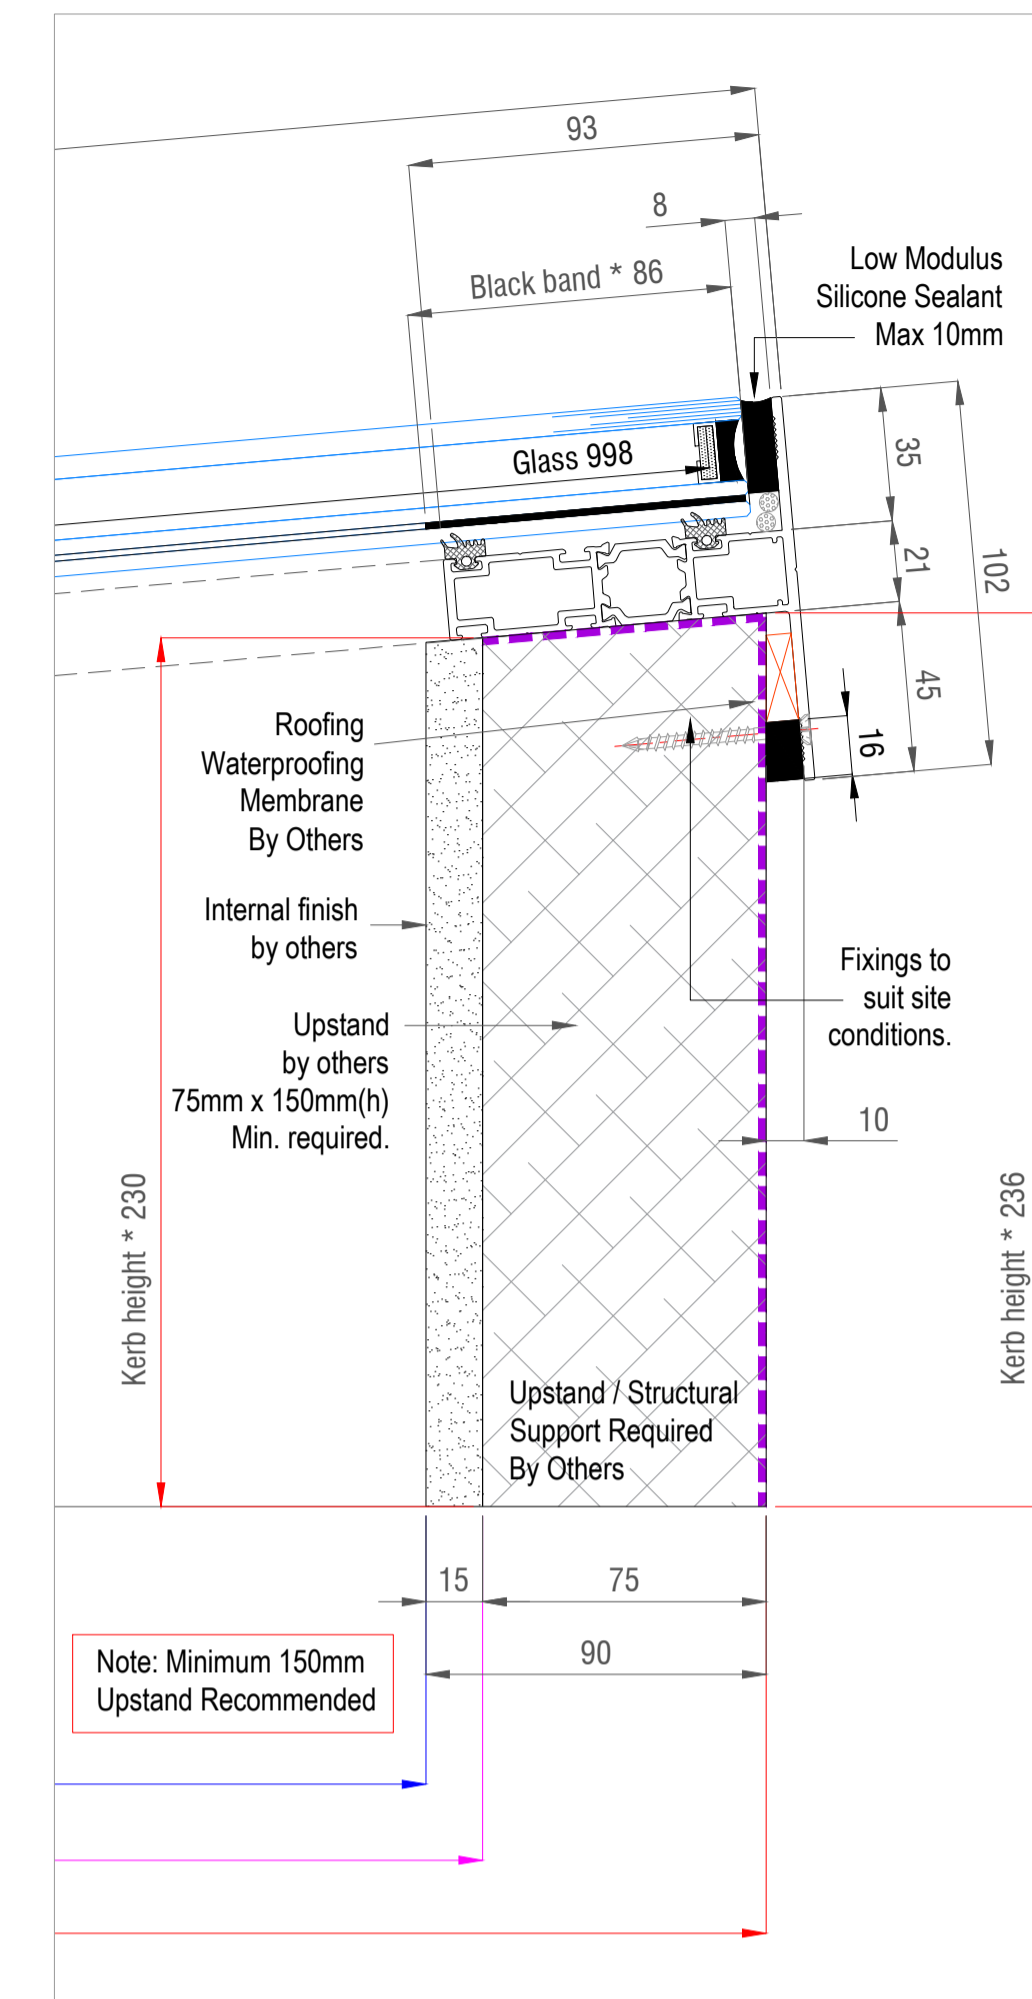 93
8
Black band * 86
Low Modulus
Silicone Sealant
Max 10mm
35
Glass 998
21
102
45
16
Roofing
Waterproofing
Membrane
By Others
Internal finish
by others
Fixings to
suit site
conditions.
Upstand
by others
75mm x 150mm(h)
Min. required.
10
Kerb height * 230
Kerb height * 236
Upstand / Structural
Support Required
By Others
15
75
90
Note: Minimum 150mm
Upstand Recommended